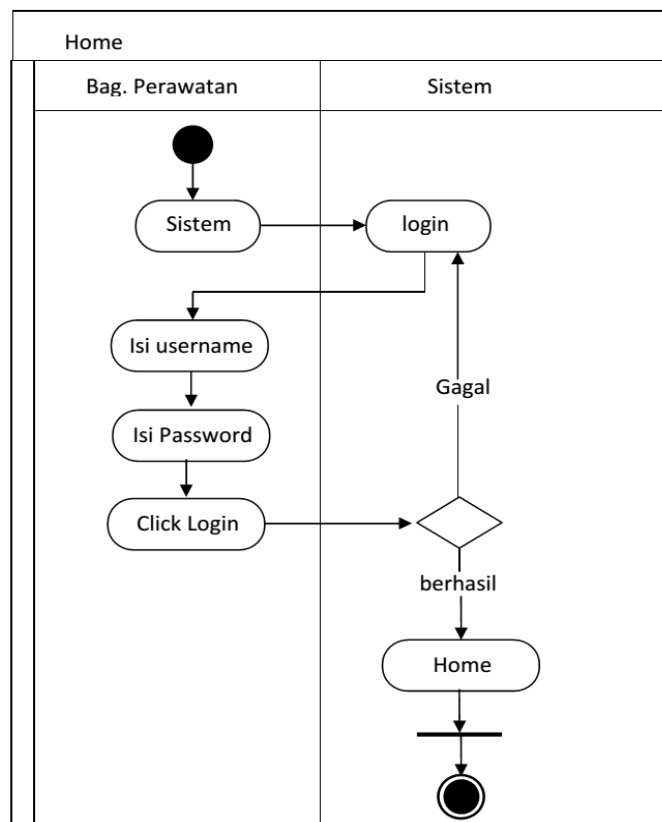 Home
Bag. Perawatan
Sistem
Sistem
login
Isi username
Gagal
Isi Password
Click Login
berhasil
Home